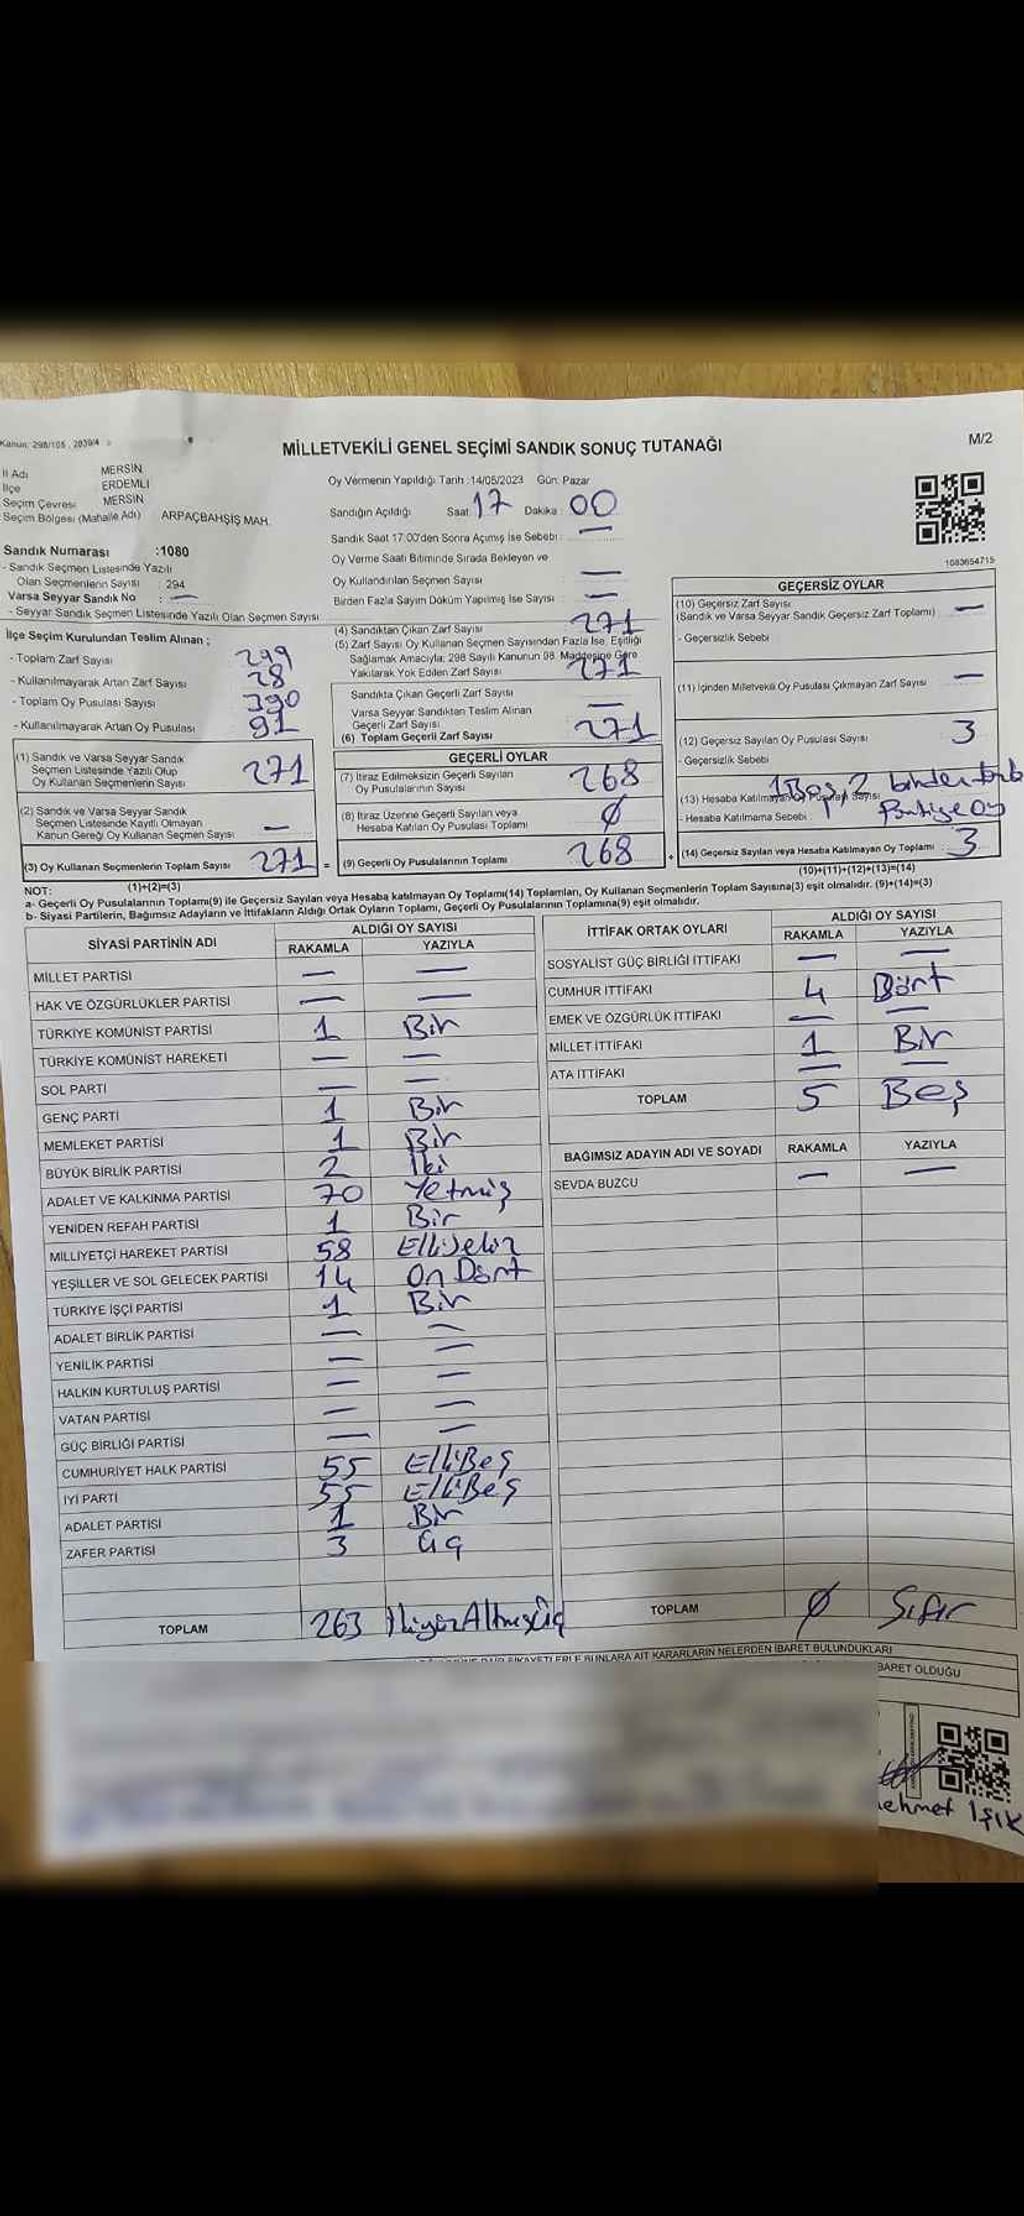 Kanun: 298/105, 2839/4
MİLLETVEKİLİ GENEL SEÇİMİ SANDIK SONUÇ TUTANAĞI
M/2
İl Adı MERSİN
İlçe ERDEMLİ
Seçim Çevresi MERSİN
Seçim Bölgesi (Mahalle Adı) ARPAÇBAHŞİŞ MAH.
Sandık Numarası :1080
- Sandık Seçmen Listesinde Yazılı
Olan Seçmenlerin Sayısı : 294
Varsa Seyyar Sandık No : —
- Seyyar Sandık Seçmen Listesinde Yazılı Olan Seçmen Sayısı
Oy Vermenin Yapıldığı Tarih :14/05/2023 Gün: Pazar
Sandığın Açıldığı Saat: 17 Dakika: 00
Sandık Saat 17.00'den Sonra Açımış İse Sebebi : —
Oy Verme Saati Bitiminde Sırada Bekleyen ve
Oy Kullandırılan Seçmen Sayısı —
Birden Fazla Sayım Döküm Yapılmış İse Sayısı : —
1083654715
İlçe Seçim Kurulundan Teslim Alınan ;
- Toplam Zarf Sayısı 299
- Kullanılmayarak Artan Zarf Sayısı 28
- Toplam Oy Pusulası Sayısı 390
- Kullanılmayarak Artan Oy Pusulası 91
(1) Sandık ve Varsa Seyyar Sandık
Seçmen Listesinde Yazılı Olup
Oy Kullanan Seçmenlerin Sayısı 271
(2) Sandık ve Varsa Seyyar Sandık
Seçmen Listesinde Kayıtlı Olmayan
Kanun Gereği Oy Kullanan Seçmen Sayısı —
(3) Oy Kullanan Seçmenlerin Toplam Sayısı 271 =
(1)+(2)=(3)
(4) Sandıktan Çıkan Zarf Sayısı 271
(5) Zarf Sayısı Oy Kullanan Seçmen Sayısından Fazla İse, Eşitliği
Sağlamak Amacıyla; 298 Sayılı Kanunun 98. Maddesine Göre
Yakılarak Yok Edilen Zarf Sayısı 271
Sandıkta Çıkan Geçerli Zarf Sayısı
Varsa Seyyar Sandıktan Teslim Alınan —
Geçerli Zarf Sayısı
(6) Toplam Geçerli Zarf Sayısı 271
GEÇERLİ OYLAR
(7) İtiraz Edilmeksizin Geçerli Sayılan
Oy Pusulalarının Sayısı 268
(8) İtiraz Üzerine Geçerli Sayılan veya
Hesaba Katılan Oy Pusulası Toplamı Ø
(9) Geçerli Oy Pusulalarının Toplamı 268 +
GEÇERSİZ OYLAR
(10) Geçersiz Zarf Sayısı
(Sandık ve Varsa Seyyar Sandık Geçersiz Zarf Toplamı) —
- Geçersizlik Sebebi
(11) İçinden Milletvekili Oy Pusulası Çıkmayan Zarf Sayısı —
(12) Geçersiz Sayılan Oy Pusulası Sayısı 3
- Geçersizlik Sebebi
1 Boş, 2 birden
(13) Hesaba Katılmayan Oy Pusulası Sayısı
- Hesaba Katılmama Sebebi : Partiye oy
(14) Geçersiz Sayılan veya Hesaba Katılmayan Oy Toplamı : 3
(10)+(11)+(12)+(13)=(14)
NOT:
a- Geçerli Oy Pusulalarının Toplamı(9) ile Geçersiz Sayılan veya Hesaba katılmayan Oy Toplamı(14) Toplamları, Oy Kullanan Seçmenlerin Toplam Sayısına(3) eşit olmalıdır. (9)+(14)=(3)
b- Siyasi Partilerin, Bağımsız Adayların ve İttifakların Aldığı Ortak Oyların Toplamı, Geçerli Oy Pusulalarının Toplamına(9) eşit olmalıdır.
SİYASİ PARTİNİN ADI ALDIĞI OY SAYISI
RAKAMLA YAZIYLA
MİLLET PARTİSİ — —
HAK VE ÖZGÜRLÜKLER PARTİSİ — —
TÜRKİYE KOMÜNİST PARTİSİ 1 Bir
TÜRKİYE KOMÜNİST HAREKETİ — —
SOL PARTİ — —
GENÇ PARTİ 1 Bir
MEMLEKET PARTİSİ 1 Bir
BÜYÜK BİRLİK PARTİSİ 2 İki
ADALET VE KALKINMA PARTİSİ 70 Yetmiş
YENİDEN REFAH PARTİSİ 1 Bir
MİLLİYETÇİ HAREKET PARTİSİ 58 Ellisekiz
YEŞİLLER VE SOL GELECEK PARTİSİ 14 On Dört
TÜRKİYE İŞÇİ PARTİSİ 1 Bir
ADALET BİRLİK PARTİSİ — —
YENİLİK PARTİSİ — —
HALKIN KURTULUŞ PARTİSİ — —
VATAN PARTİSİ — —
GÜÇ BİRLİĞİ PARTİSİ — —
CUMHURİYET HALK PARTİSİ 55 ElliBeş
İYİ PARTİ 55 ElliBeş
ADALET PARTİSİ 1 Bir
ZAFER PARTİSİ 3 Üç
TOPLAM 263 İkiyüzAltmışÜç
İTTİFAK ORTAK OYLARI ALDIĞI OY SAYISI
RAKAMLA YAZIYLA
SOSYALİST GÜÇ BİRLİĞİ İTTİFAKI — —
CUMHUR İTTİFAKI 4 Dört
EMEK VE ÖZGÜRLÜK İTTİFAKI — —
MİLLET İTTİFAKI 1 Bir
ATA İTTİFAKI — —
TOPLAM 5 Beş
BAĞIMSIZ ADAYIN ADI VE SOYADI RAKAMLA YAZIYLA
SEVDA BUZCU — —
TOPLAM Ø Sıfır
BUNLARA AİT KARARLARIN NELERDEN İBARET BULUNDUKLARI
BARET OLDUĞU
ehmet Işık